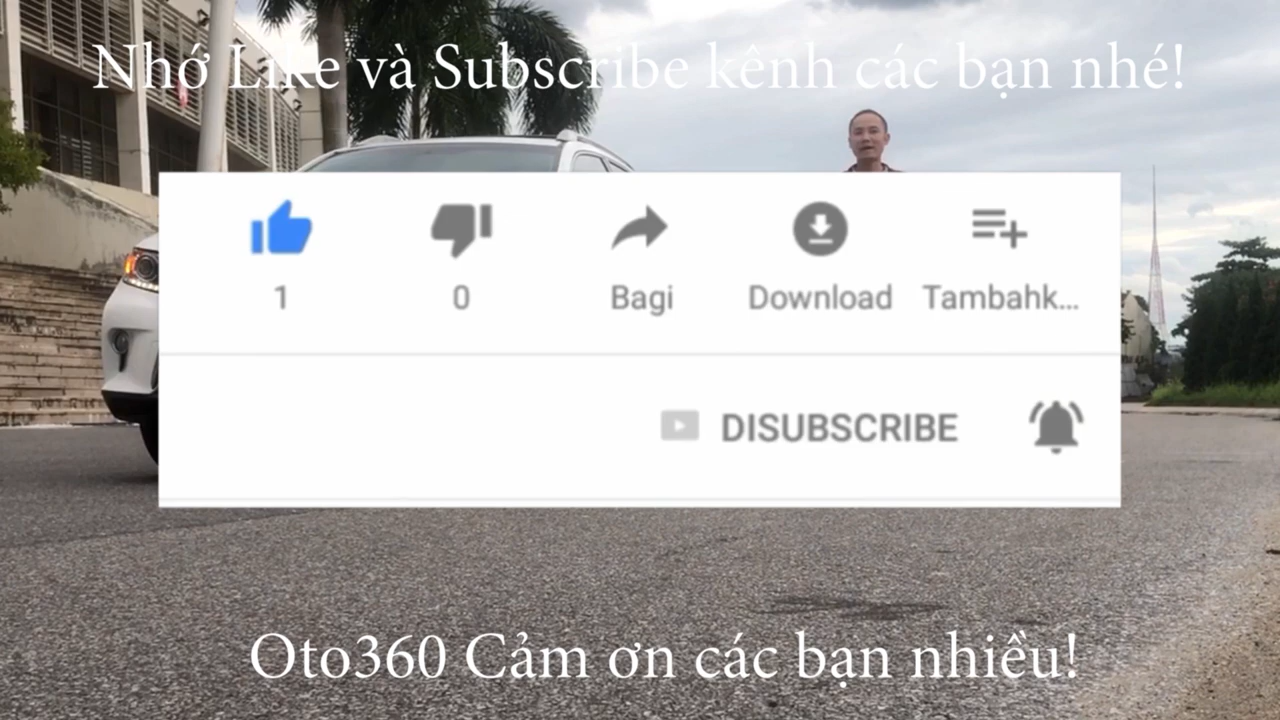 Nhớ Like và Subscribe kênh các bạn nhé!
1 0 Bagi Download Tambahk...
DISUBSCRIBE
Oto360 Cảm ơn các bạn nhiều!